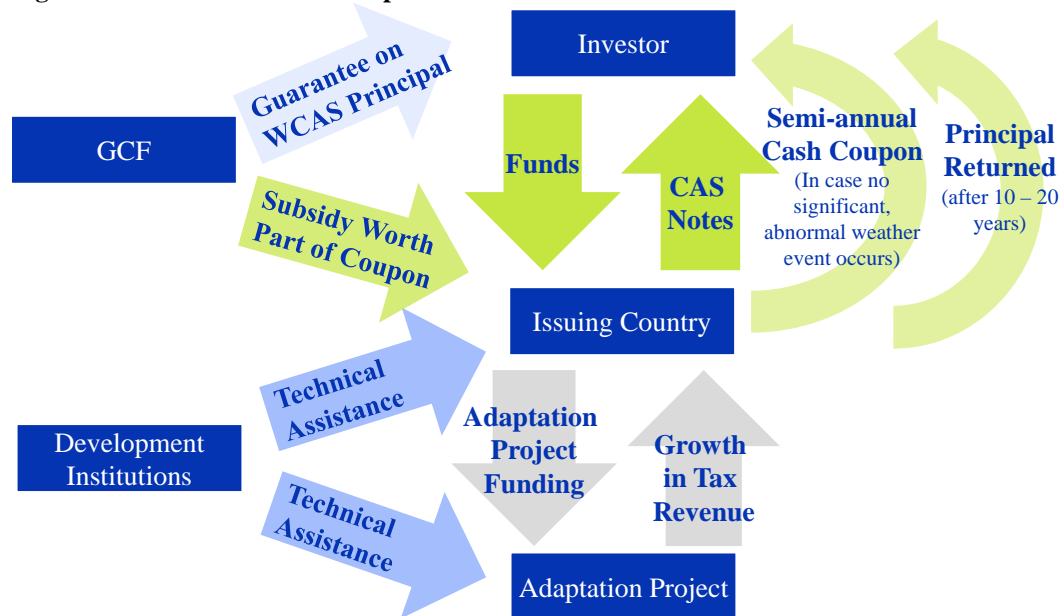 Investor
Guarantee on
WCAS Principal
GCF
Funds
CAS
Notes
Semi-annual
Cash Coupon
(In case no
significant,
abnormal weather
event occurs)
Principal
Returned
(after 10 – 20
years)
Subsidy Worth
Part of Coupon
Issuing Country
Technical
Assistance
Development
Institutions
Adaptation
Project
Funding
Growth
in Tax
Revenue
Technical
Assistance
Adaptation Project